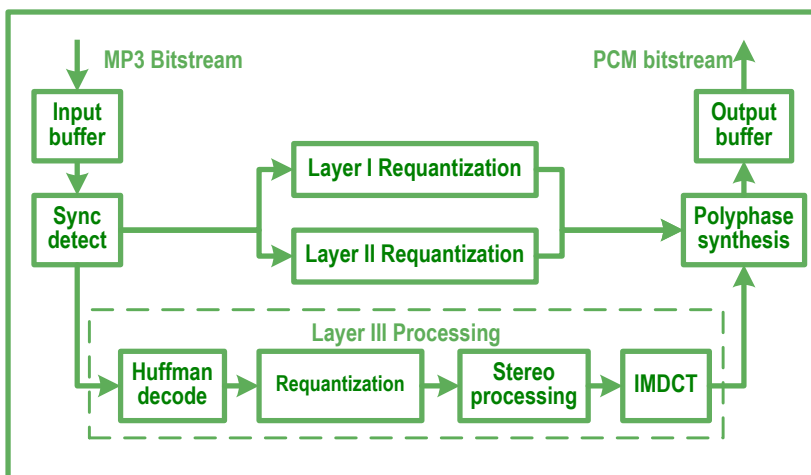 MP3 Bitstream
PCM bitstream
Input
buffer
Output
buffer
Layer I Requantization
Sync
detect
Polyphase
synthesis
Layer II Requantization
Layer III Processing
Huffman
decode
Requantization
Stereo
processing
IMDCT